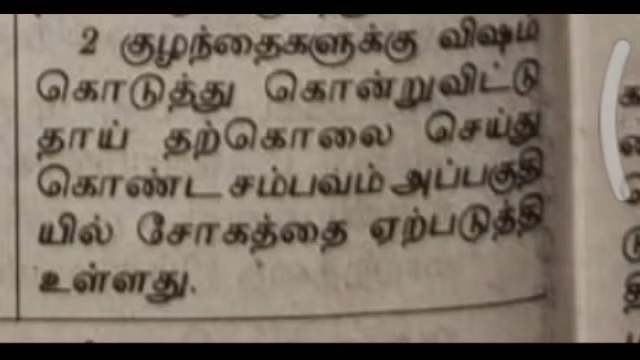 2 குழந்தைகளுக்கு விஷம்
கொடுத்து கொன்றுவிட்டு
தாய் தற்கொலை செய்து
கொண்ட சம்பவம் அப்பகுதி
யில் சோகத்தை ஏற்படுத்தி
உள்ளது.